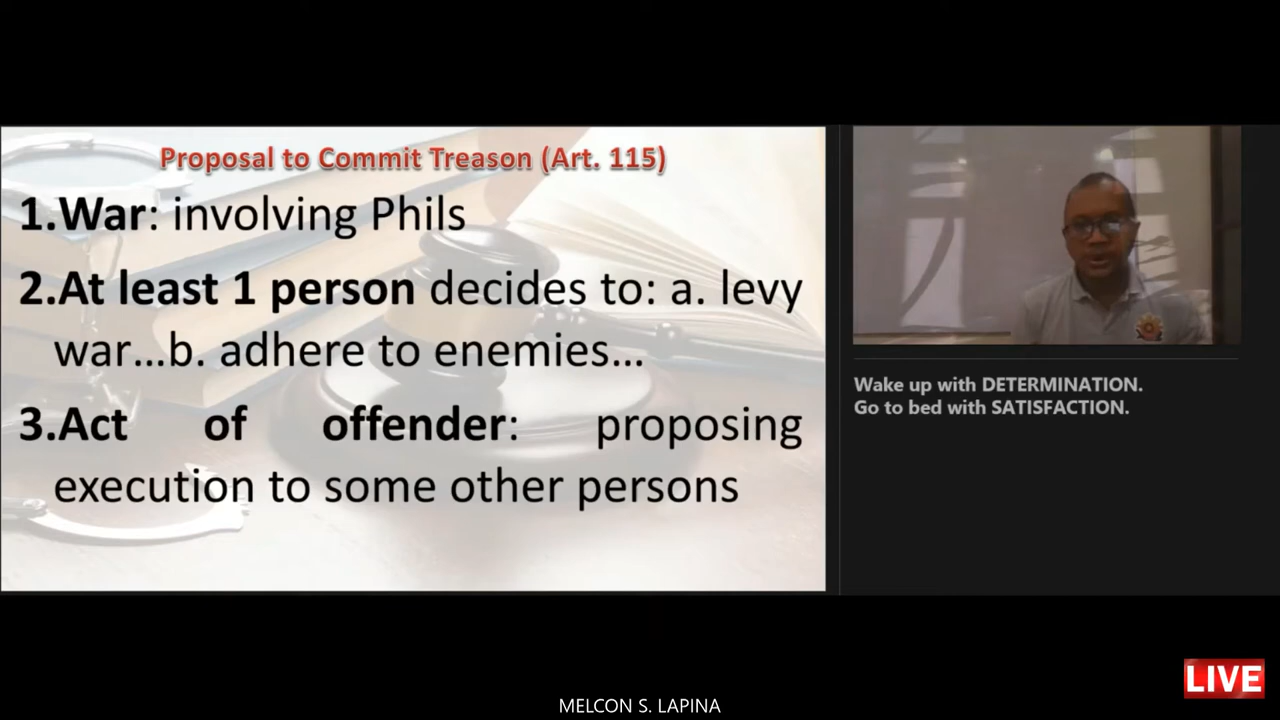 Proposal to Commit Treason (Art. 115)
1.War: involving Phils
2.At least 1 person decides to: a. levy
war...b. adhere to enemies...
3.Act of offender: proposing
execution to some other persons
Wake up with DETERMINATION.
Go to bed with SATISFACTION.
LIVE
MELCON S. LAPINA